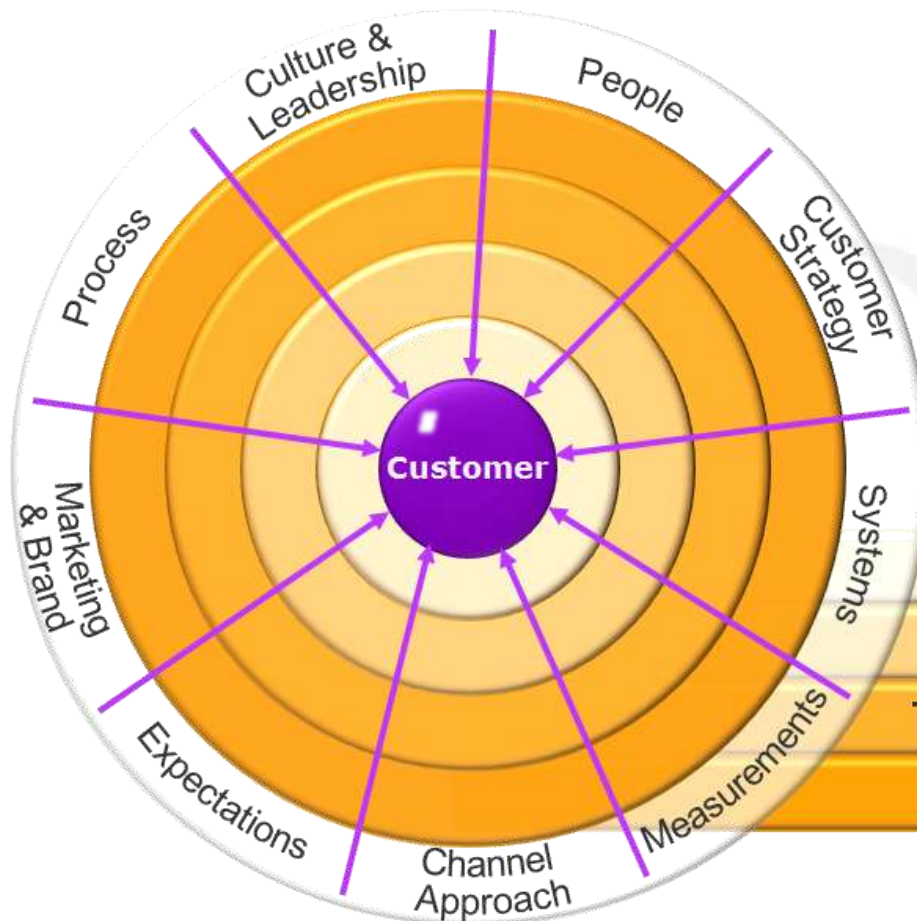 Culture &
Leadership
People
Customer
Strategy
Systems
Measurements
Channel
Approach
Expectations
Marketing
& Brand
Process
Customer